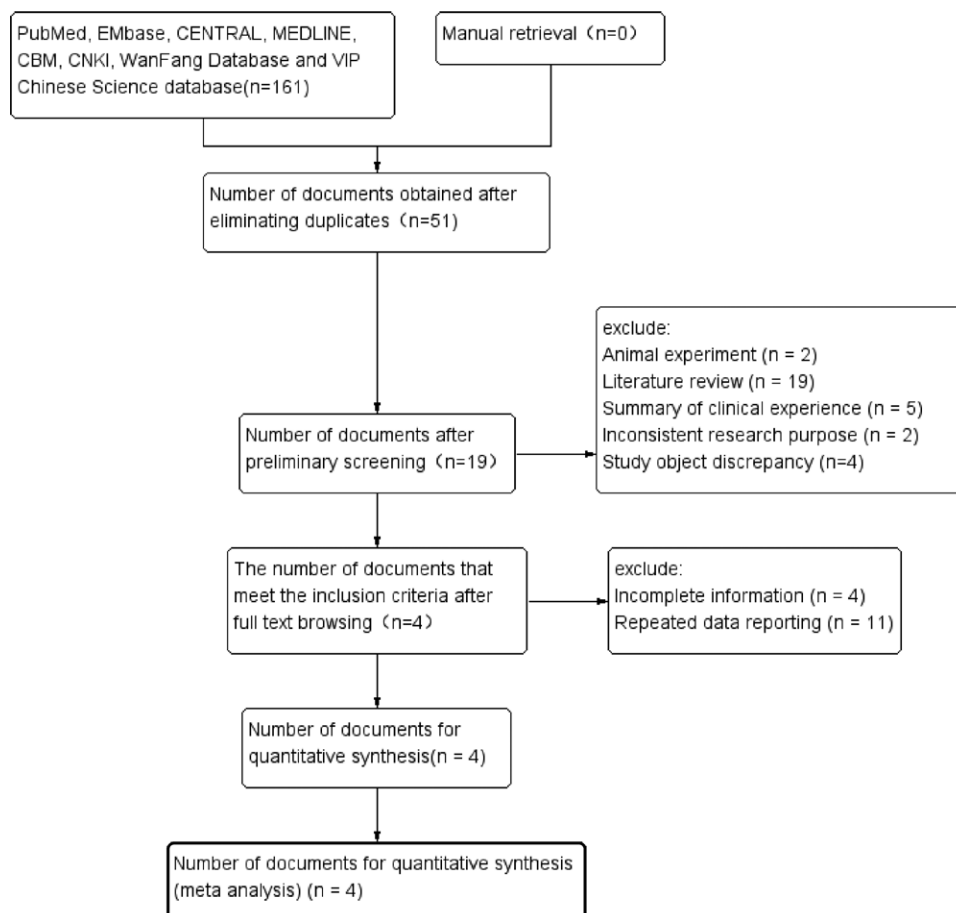 PubMed, EMbase, CENTRAL, MEDLINE,
CBM, CNKI, WanFang Database and VIP
Chinese Science database(n=161)
Manual retrieval（n=0）
Number of documents obtained after
eliminating duplicates（n=51)
exclude:
Animal experiment (n = 2)
Literature review (n = 19)
Summary of clinical experience (n = 5)
Inconsistent research purpose (n = 2)
Study object discrepancy (n=4)
Number of documents after
preliminary screening（n=19）
The number of documents that
meet the inclusion criteria after
full text browsing（n=4）
exclude:
Incomplete information (n = 4)
Repeated data reporting (n = 11)
Number of documents for
quantitative synthesis(n = 4)
Number of documents for quantitative synthesis
(meta analysis) (n = 4)